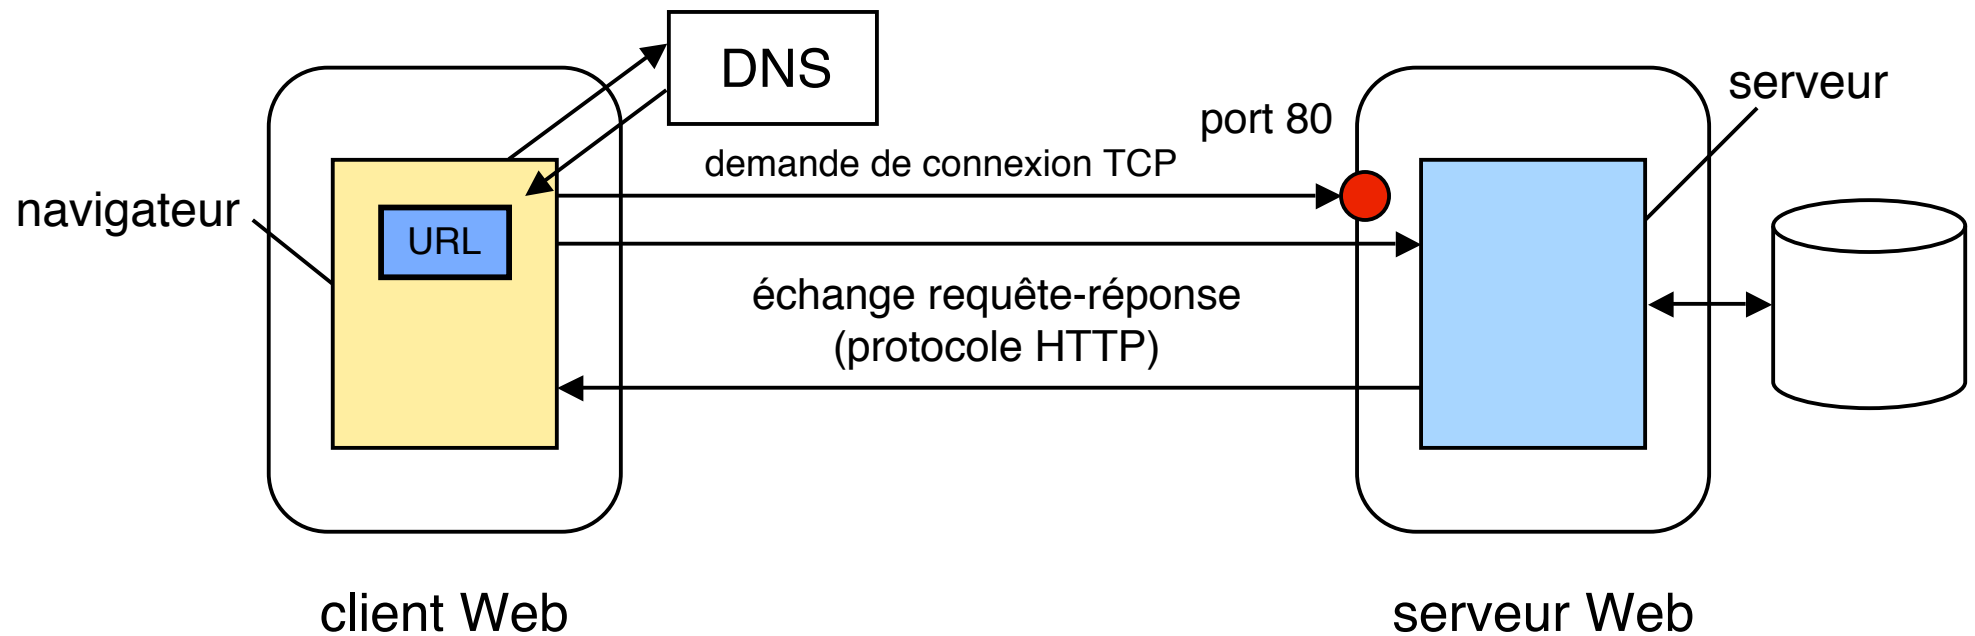 DNS
serveur
port 80
demande de connexion TCP
navigateur
URL
échange requête-réponse
(protocole HTTP)
client Web
serveur Web